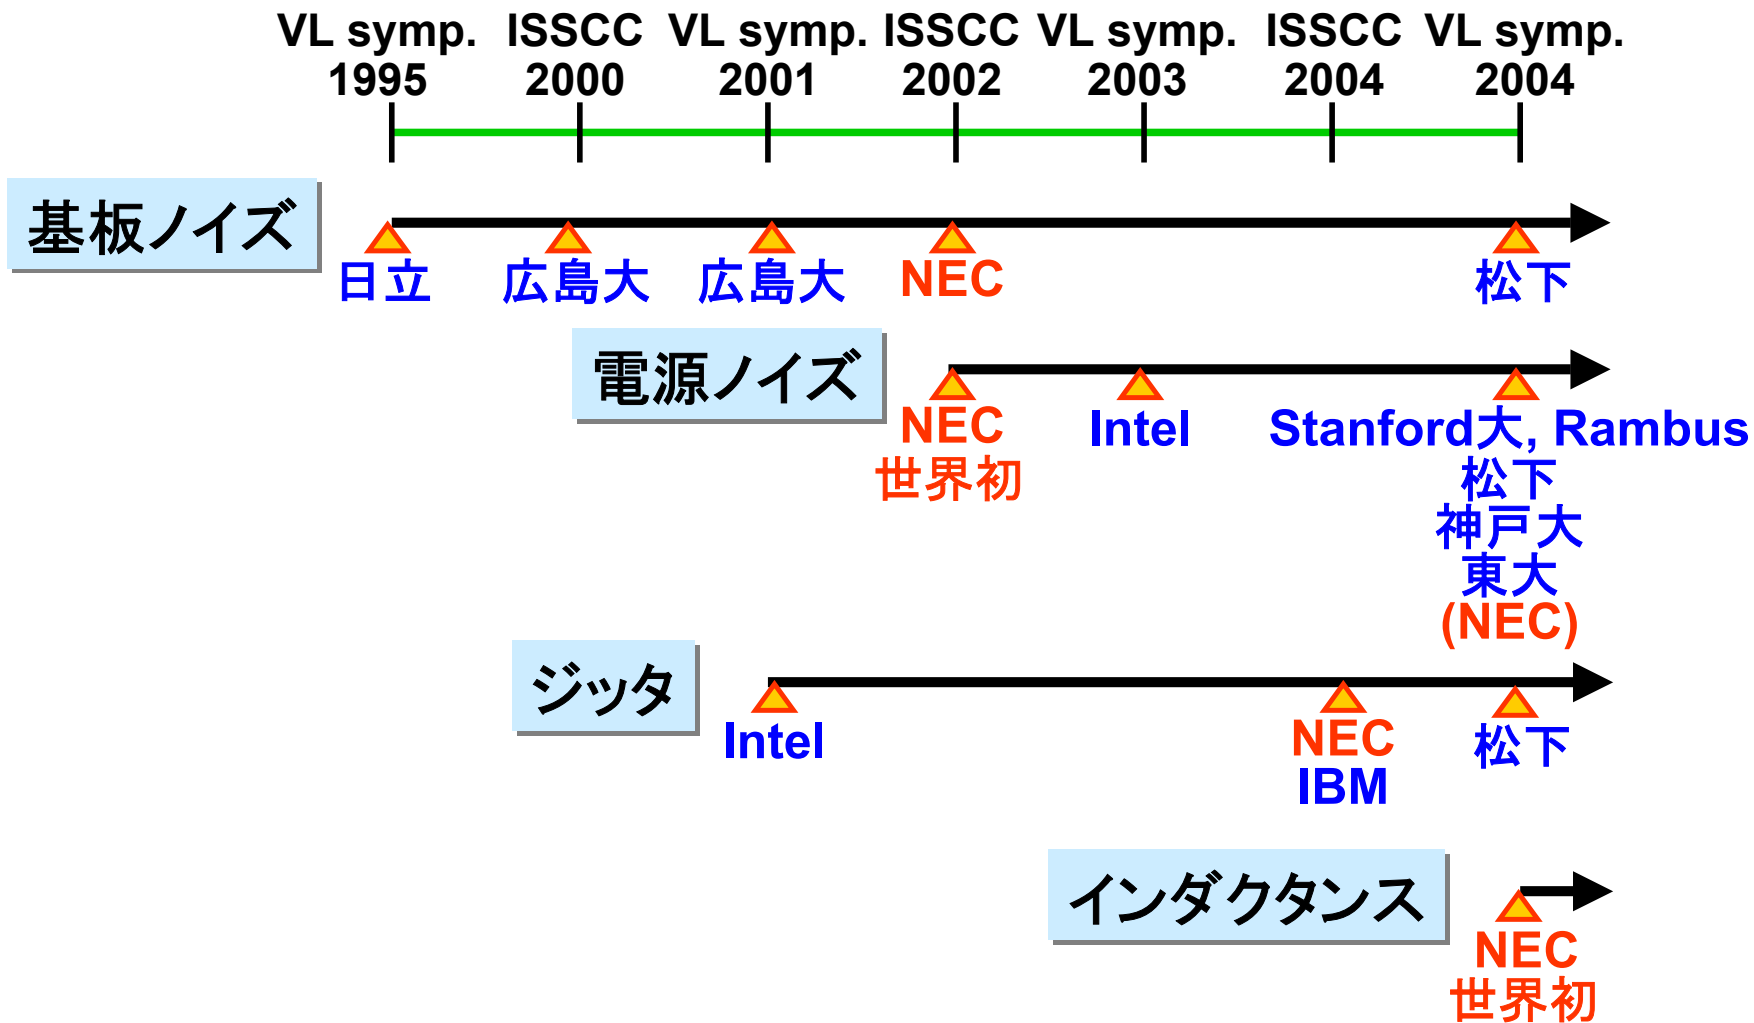 VL symp. ISSCC VL symp. ISSCC VL symp. ISSCC VL symp.
1995 2000 2001 2002 2003 2004 2004
基板ノイズ
日立 広島大 広島大 NEC 松下
電源ノイズ
NEC Intel Stanford大, Rambus
世界初 松下
神戸大
東大
(NEC)
ジッタ
Intel NEC 松下
IBM
インダクタンス
NEC
世界初